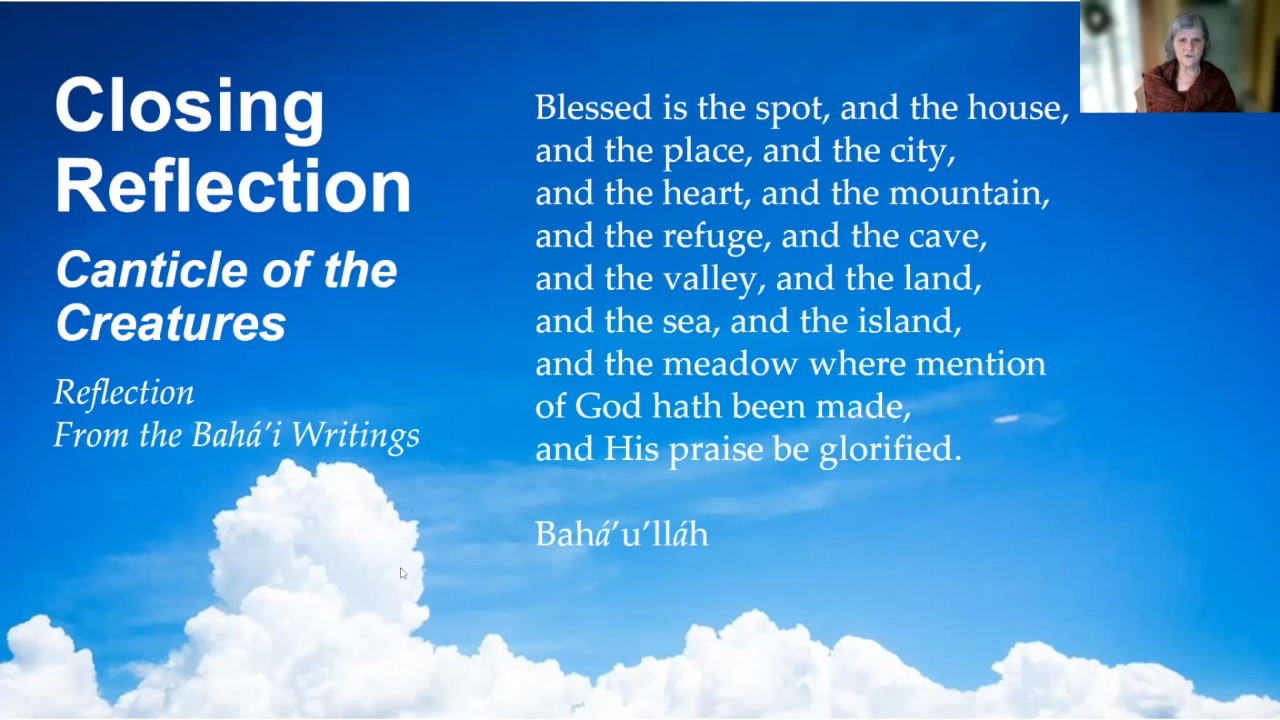 Closing
Reflection
Canticle of the
Creatures
Reflection
From the Bahá’i Writings
Blessed is the spot, and the house,
and the place, and the city,
and the heart, and the mountain,
and the refuge, and the cave,
and the valley, and the land,
and the sea, and the island,
and the meadow where mention
of God hath been made,
and His praise be glorified.
Bahá’u’lláh